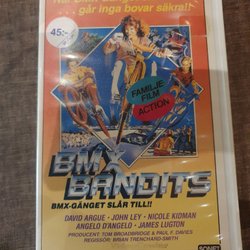 går inga bovar säkra!!
45:-
FAMILJE
FILM
ACTION
BMX
BANDITS
BMX-GÄNGET SLÅR TILL!!
DAVID ARGUE · JOHN LEY · NICOLE KIDMAN
ANGELO D'ANGELO · JAMES LUGTON
PRODUCENT: TOM BROADBRIDGE & PAUL F. DAVIES
REGISSÖR: BRIAN TRENCHARD-SMITH
SONET